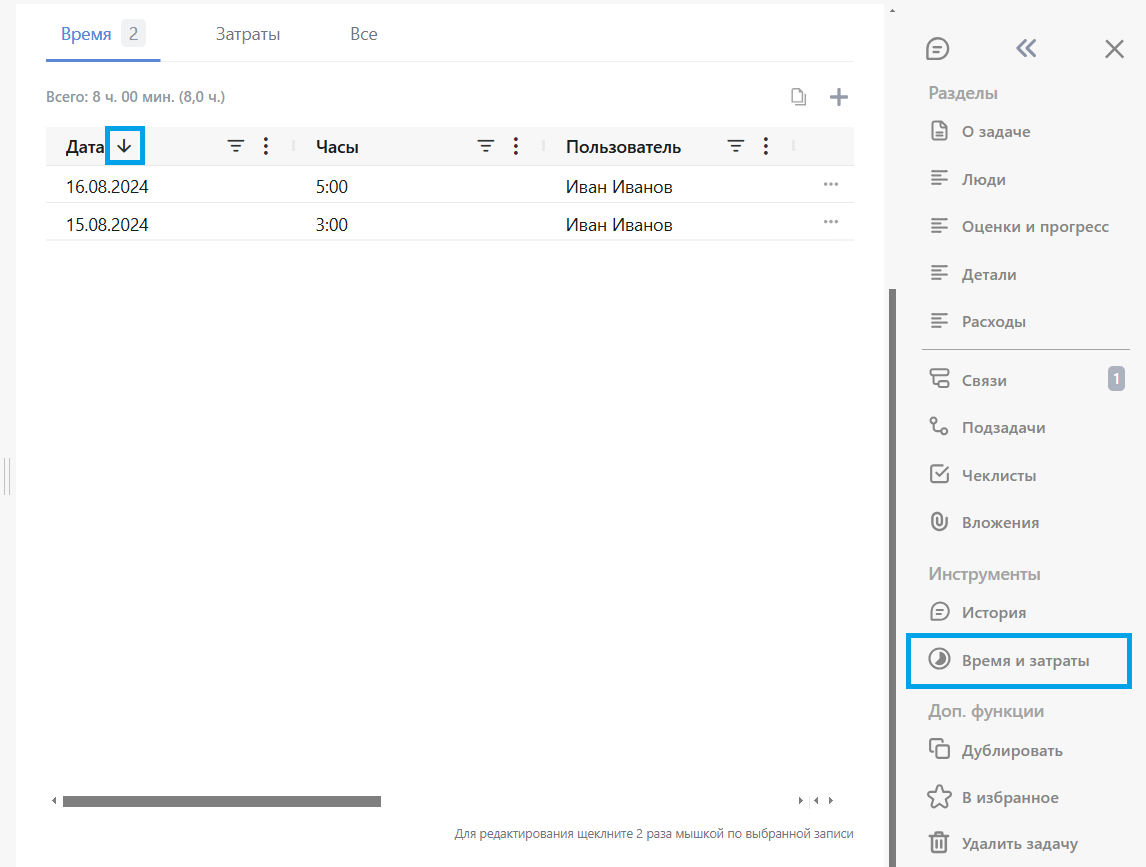 Время 2 Затраты Все
Всего: 8 ч. 00 мин. (8,0 ч.)
Дата Часы Пользователь
16.08.2024 5:00 Иван Иванов
15.08.2024 3:00 Иван Иванов
Для редактирования щеклните 2 раза мышкой по выбранной записи
Разделы
О задаче
Люди
Оценки и прогресс
Детали
Расходы
Связи 1
Подзадачи
Чеклисты
Вложения
Инструменты
История
Время и затраты
Доп. функции
Дублировать
В избранное
Удалить задачу